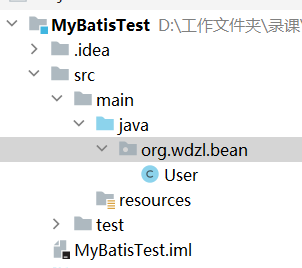 MyBatisTest D:\工作文件夹\录课
.idea
src
main
java
org.wdzl.bean
User
resources
test
MyBatisTest.iml